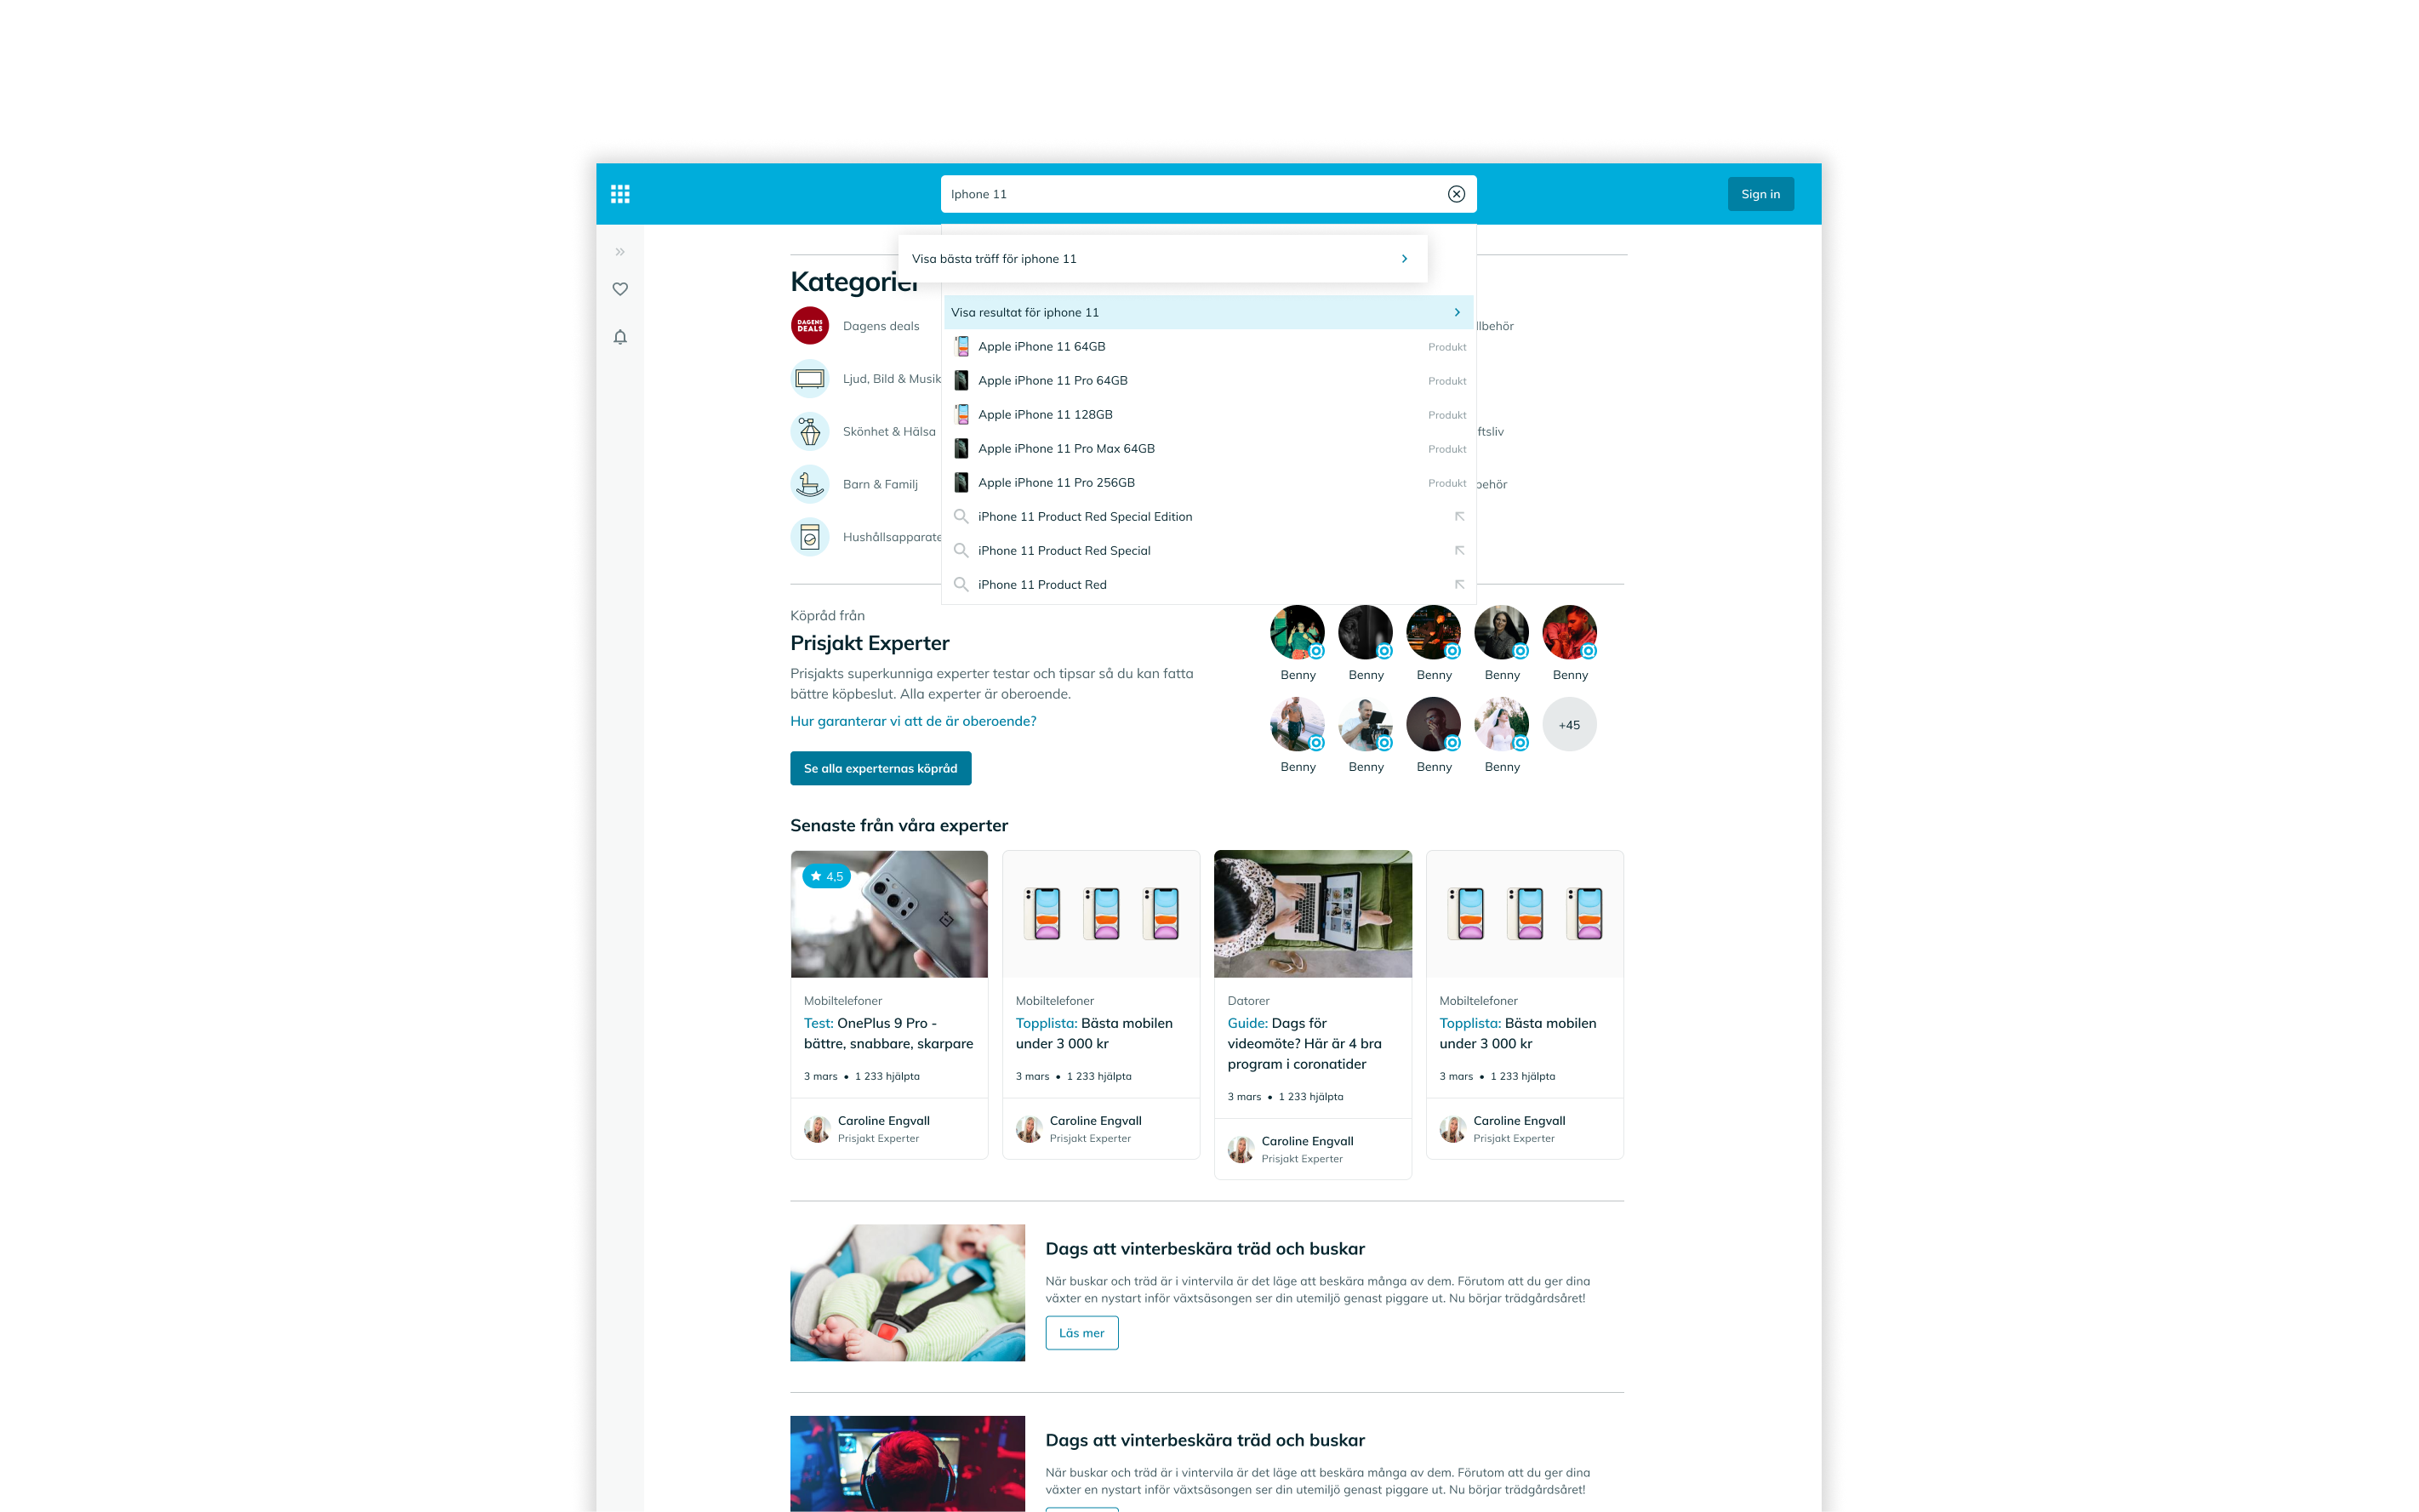 Iphone 11
Sign in
Visa bästa träff för iphone 11
Visa resultat för iphone 11
Apple iPhone 11 64GB Produkt
Apple iPhone 11 Pro 64GB Produkt
Apple iPhone 11 128GB Produkt
Apple iPhone 11 Pro Max 64GB Produkt
Apple iPhone 11 Pro 256GB Produkt
iPhone 11 Product Red Special Edition
iPhone 11 Product Red Special
iPhone 11 Product Red
Kategorier
DAGENS
DEALS
Dagens deals
Ljud, Bild & Musik
Skönhet & Hälsa
Barn & Familj
Hushållsapparate
Köpråd från
Prisjakt Experter
Prisjakts superkunniga experter testar och tipsar så du kan fatta
bättre köpbeslut. Alla experter är oberoende.
Hur garanterar vi att de är oberoende?
Se alla experternas köpråd
Benny Benny Benny Benny Benny
+45
Benny Benny Benny Benny
Senaste från våra experter
4,5
Mobiltelefoner
Test: OnePlus 9 Pro -
bättre, snabbare, skarpare
3 mars • 1 233 hjälpta
Caroline Engvall
Prisjakt Experter
Mobiltelefoner
Topplista: Bästa mobilen
under 3 000 kr
3 mars • 1 233 hjälpta
Caroline Engvall
Prisjakt Experter
Datorer
Guide: Dags för
videomöte? Här är 4 bra
program i coronatider
3 mars • 1 233 hjälpta
Caroline Engvall
Prisjakt Experter
Mobiltelefoner
Topplista: Bästa mobilen
under 3 000 kr
3 mars • 1 233 hjälpta
Caroline Engvall
Prisjakt Experter
Dags att vinterbeskära träd och buskar
När buskar och träd är i vintervila är det läge att beskära många av dem. Förutom att du ger dina
växter en nystart inför växtsäsongen ser din utemiljö genast piggare ut. Nu börjar trädgårdsåret!
Läs mer
Dags att vinterbeskära träd och buskar
När buskar och träd är i vintervila är det läge att beskära många av dem. Förutom att du ger dina
växter en nystart inför växtsäsongen ser din utemiljö genast piggare ut. Nu börjar trädgårdsåret!